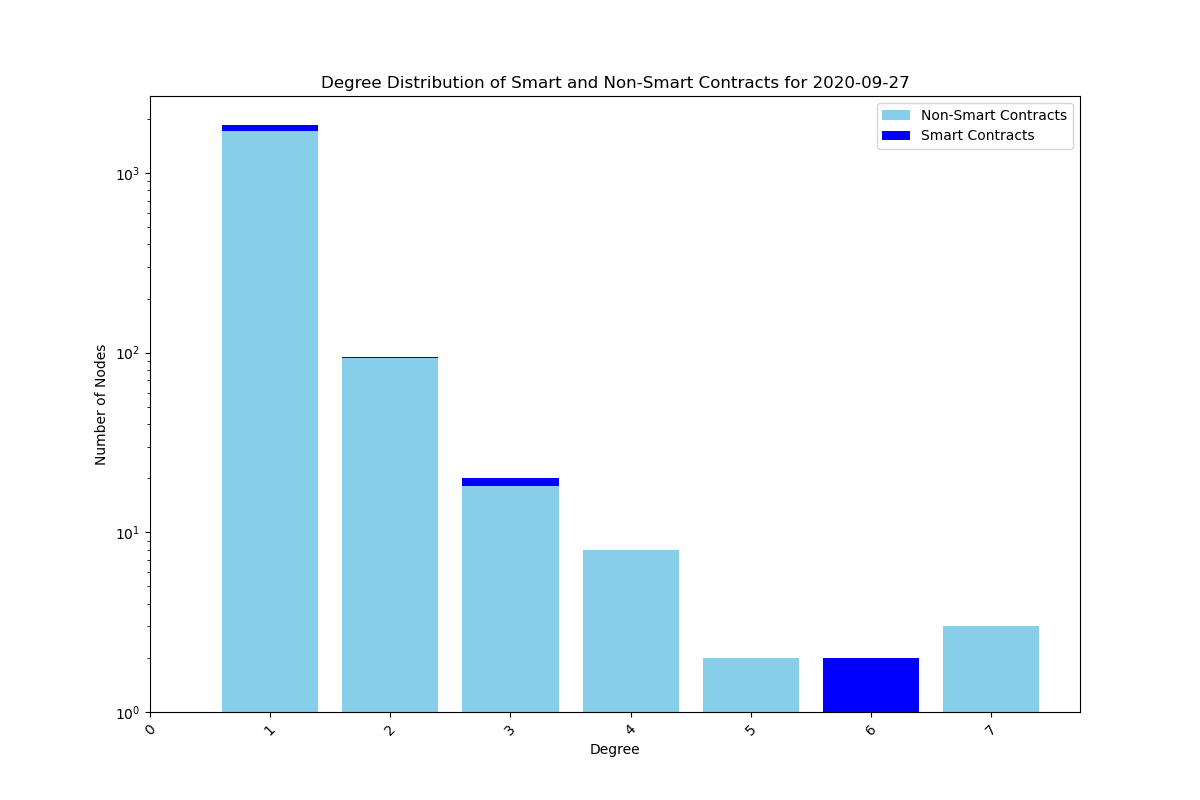 Degree Distribution of Smart and Non-Smart Contracts for 2020-09-27
Non-Smart Contracts
Smart Contracts
10³
10²
10¹
10⁰
Number of Nodes
0 1 2 3 4 5 6 7
Degree